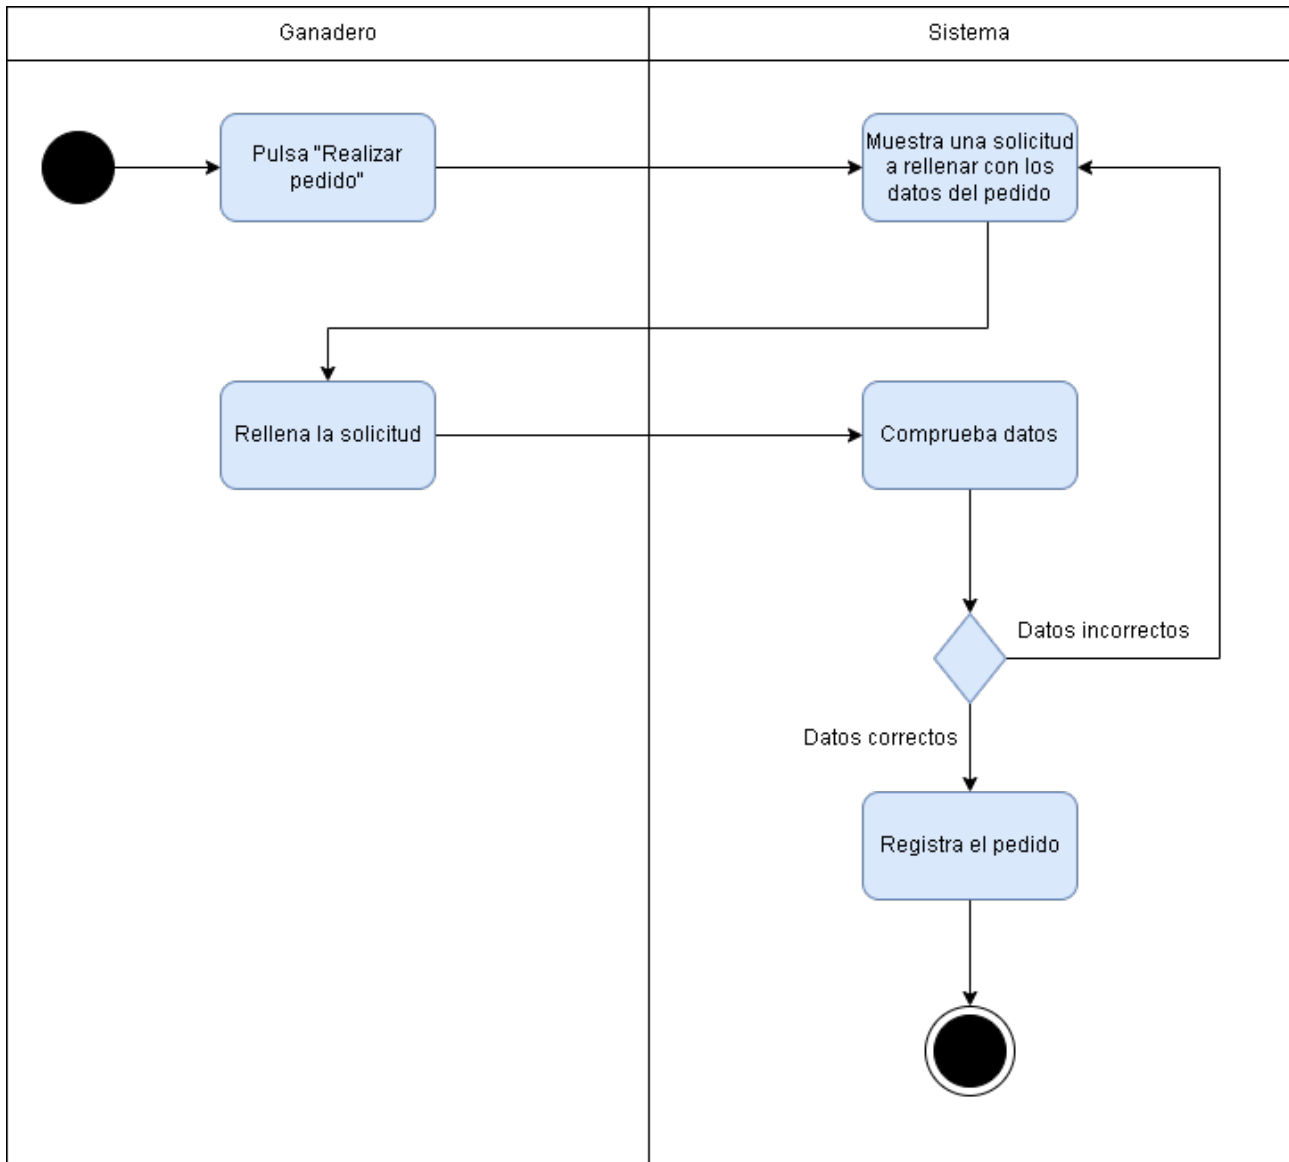 Ganadero
Sistema
Pulsa "Realizar
pedido"
Muestra una solicitud
a rellenar con los
datos del pedido
Rellena la solicitud
Comprueba datos
Datos incorrectos
Datos correctos
Registra el pedido